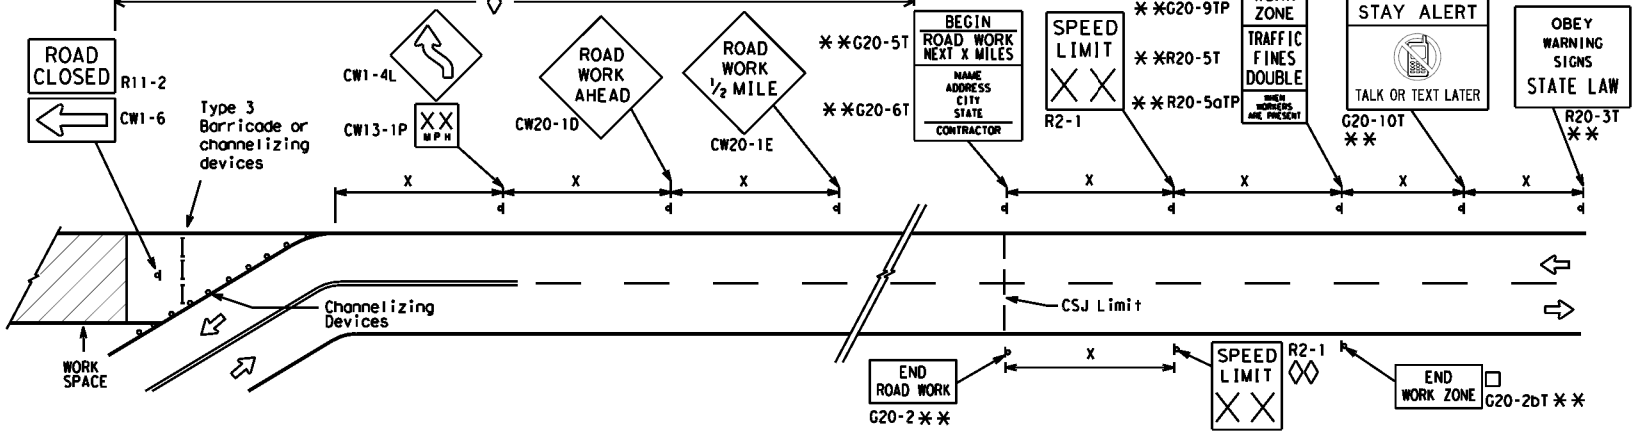 ROAD
CLOSED
R11-2
CW1-6
Type 3
Barricade or
channelizing
devices
CW1-4L
CW13-1P
XX
MPH
ROAD
WORK
AHEAD
CW20-1D
ROAD
WORK
1/2 MILE
CW20-1E
**G20-5T
**G20-6T
BEGIN
ROAD WORK
NEXT X MILES
NAME
ADDRESS
CITY
STATE
CONTRACTOR
SPEED
LIMIT
XX
R2-1
**G20-9TP
**R20-5T
**R20-5aTP
ZONE
TRAFFIC
FINES
DOUBLE
WHEN
WORKERS
ARE PRESENT
STAY ALERT
TALK OR TEXT LATER
G20-10T
**
OBEY
WARNING
SIGNS
STATE LAW
R20-3T
**
X
X
X
X
X
X
X
Channelizing
Devices
WORK
SPACE
CSJ Limit
END
ROAD WORK
G20-2 **
X
SPEED
LIMIT
XX
R2-1
END
WORK ZONE
G20-2bT **